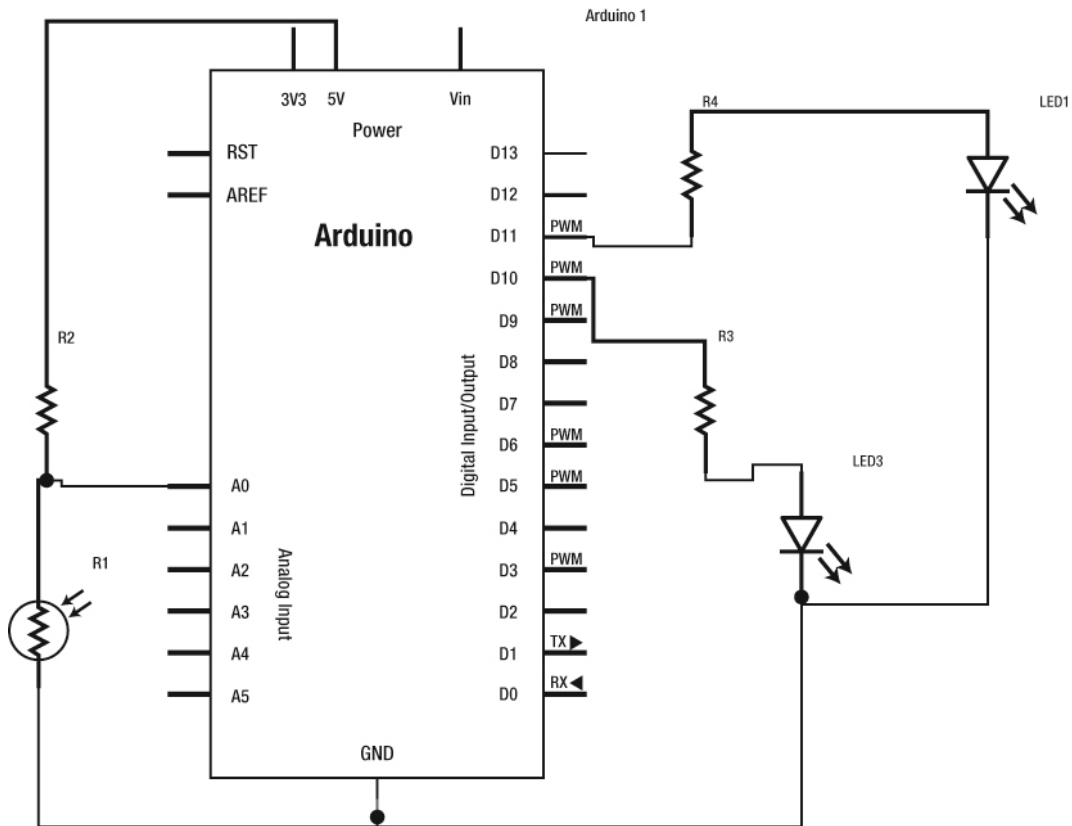 Arduino 1
3V3 5V Vin
Power
R4
LED1
RST
D13
AREF
D12
Arduino
D11
PWM
D10
PWM
D9
PWM
R2
R3
D8
D7
Digital Input/Output
D6
PWM
LED3
A0
D5
PWM
A1
D4
R1
A2
D3
PWM
Analog Input
A3
D2
A4
D1
TX
A5
D0
RX
GND